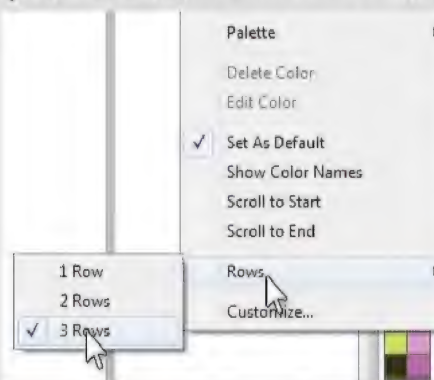 Palette
Delete Color
Edit Color
Set As Default
Show Color Names
Scroll to Start
Scroll to End
Rows
Customize...
1 Row
2 Rows
3 Rows